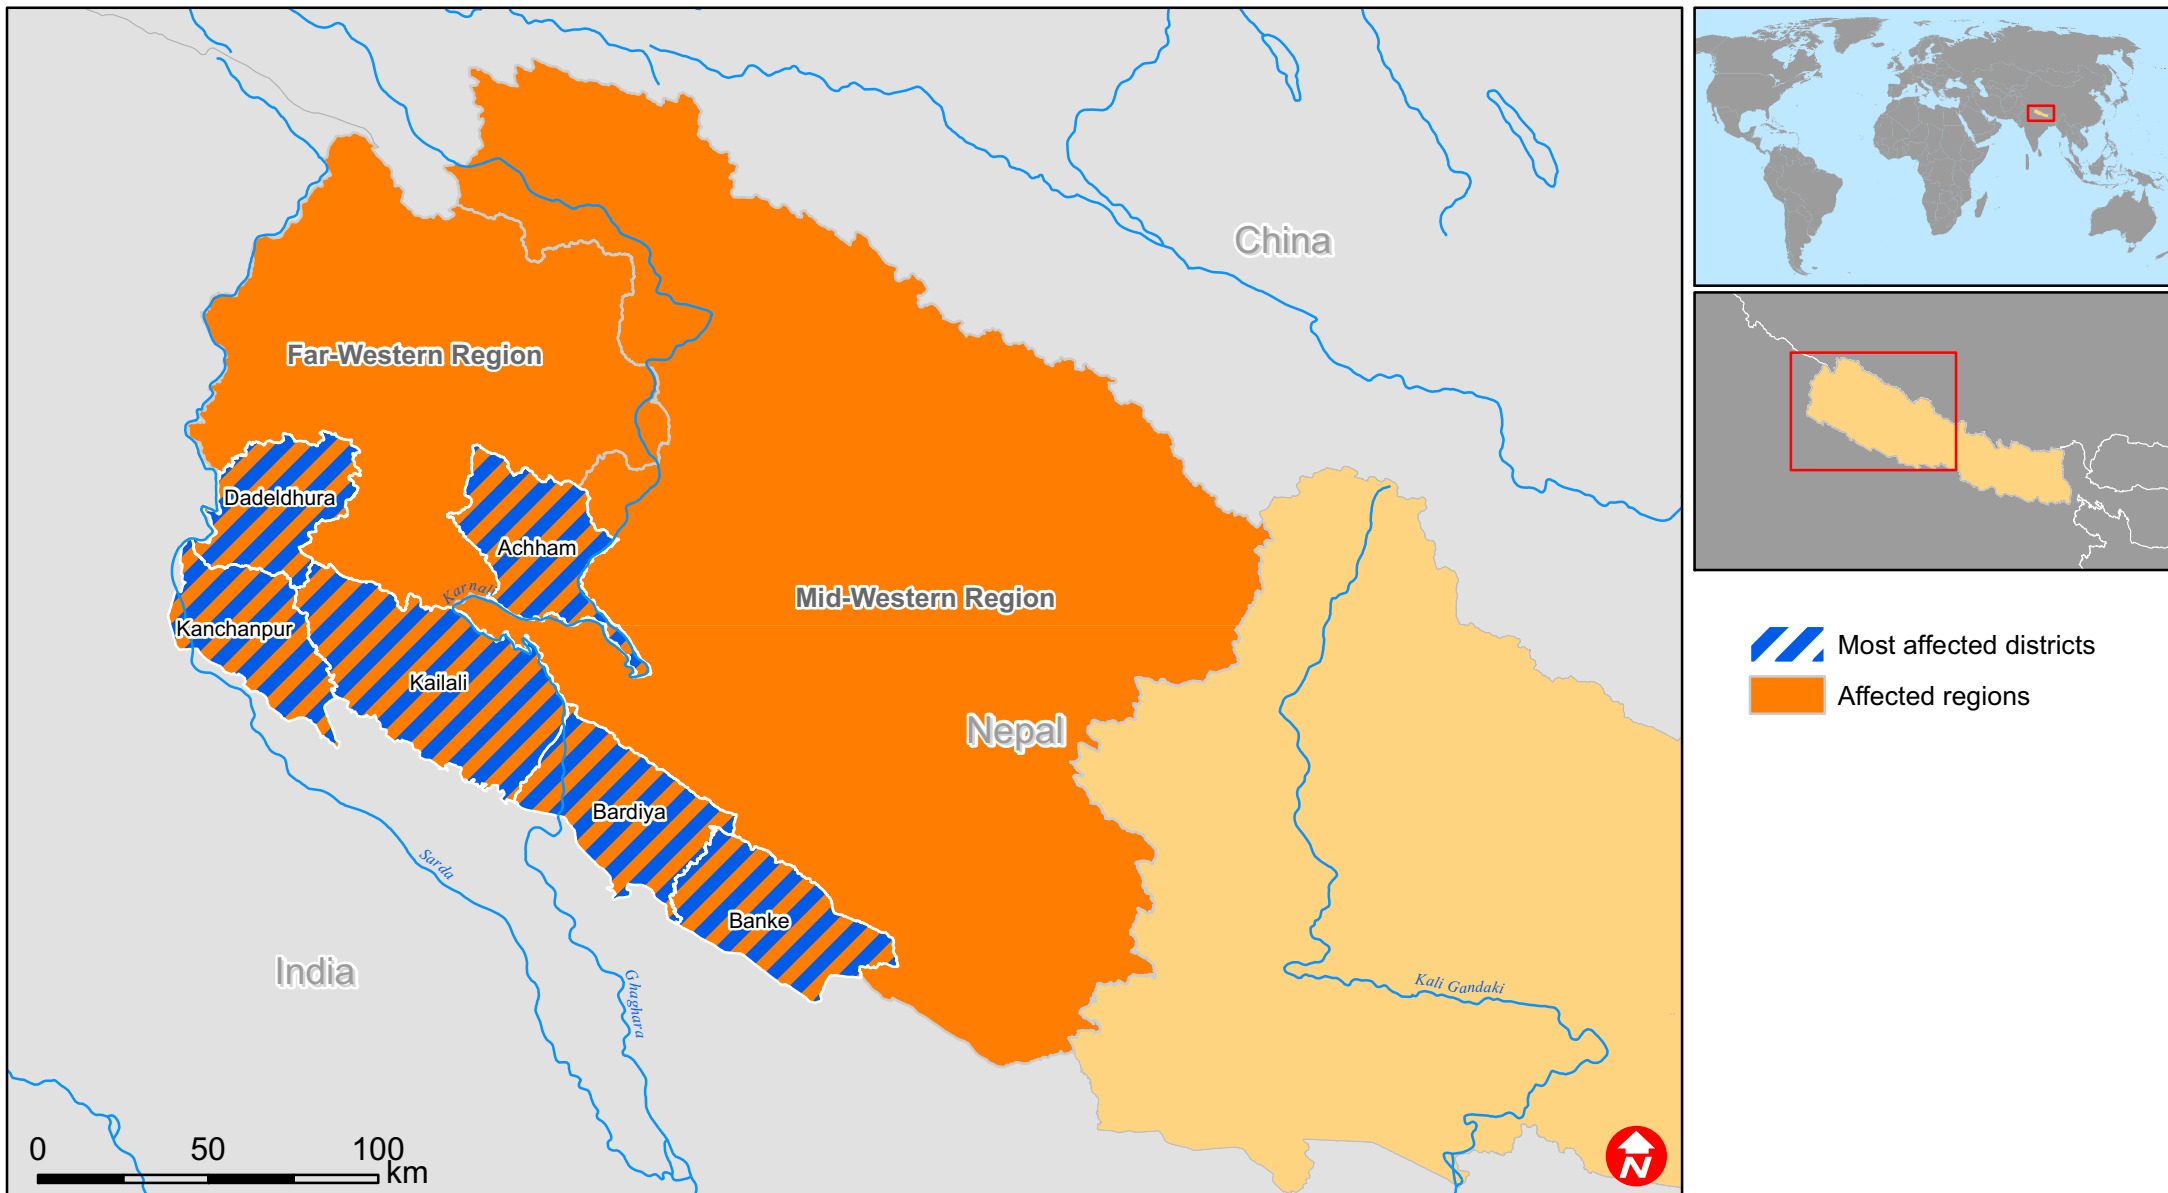 China
Far-Western Region
Dadeldhura
Achham
Karnali
Mid-Western Region
Kanchanpur
Kailali
Nepal
Bardiya
Sarda
Banke
India
Ghaghara
Kali Gandaki
0 50 100
km
N
Most affected districts
Affected regions